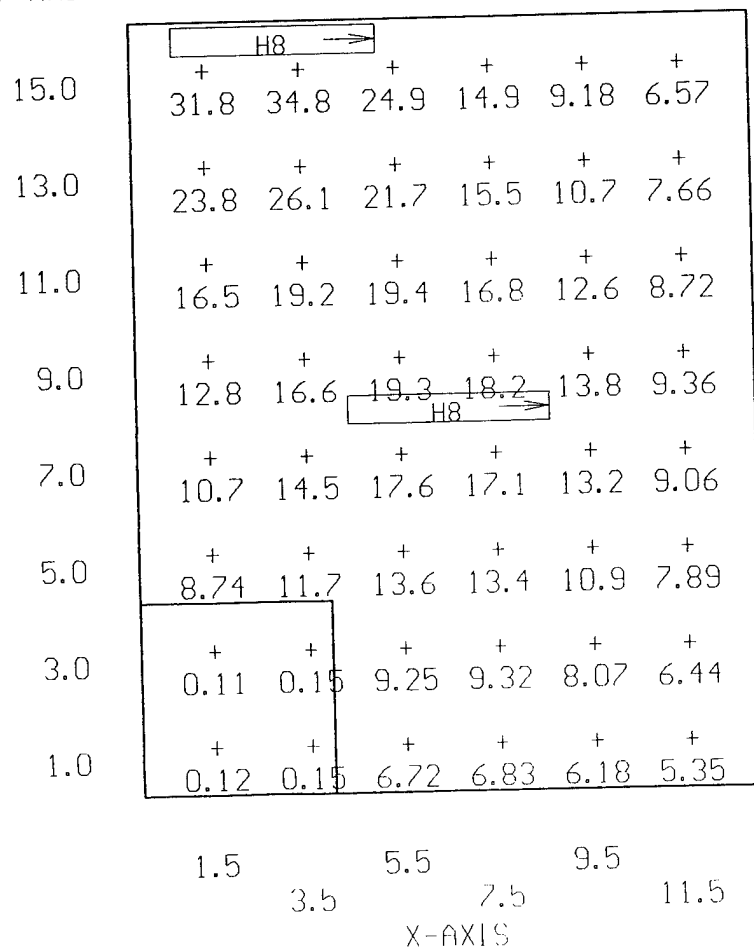 H8
+ + + + + +
15.0 31.8 34.8 24.9 14.9 9.18 6.57
+ + + + + +
13.0 23.8 26.1 21.7 15.5 10.7 7.66
+ + + + + +
11.0 16.5 19.2 19.4 16.8 12.6 8.72
+ + + + + +
9.0 12.8 16.6 19.3 18.2 13.8 9.36
H8
+ + + + + +
7.0 10.7 14.5 17.6 17.1 13.2 9.06
+ + + + + +
5.0 8.74 11.7 13.6 13.4 10.9 7.89
+ + + + + +
3.0 0.11 0.15 9.25 9.32 8.07 6.44
+ + + + + +
1.0 0.12 0.15 6.72 6.83 6.18 5.35
1.5 5.5 9.5
3.5 7.5 11.5
X-AXIS